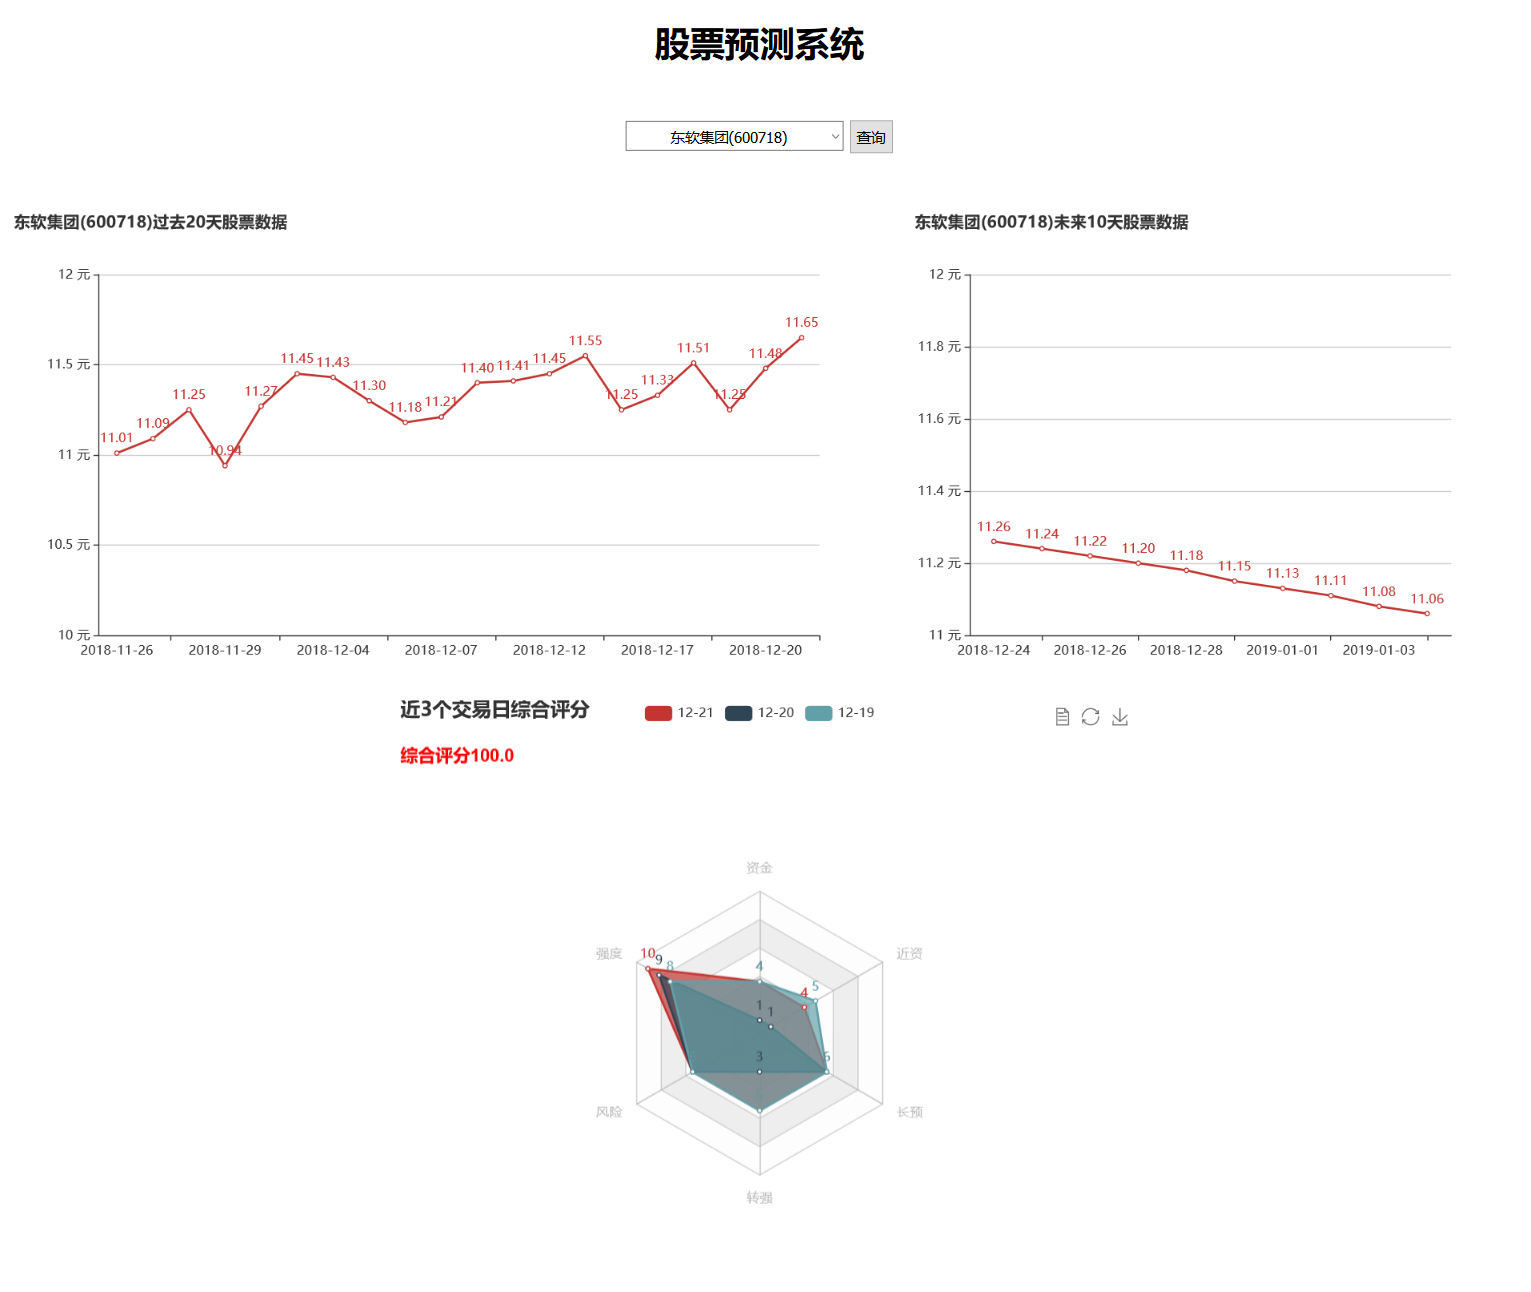 股票预测系统
东软集团(600718)
查询
东软集团(600718)过去20天股票数据
12 元
11.5 元
11 元
10.5 元
10 元
11.01
11.09
11.25
10.94
11.27
11.45
11.43
11.30
11.18
11.21
11.40
11.41
11.45
11.55
11.25
11.33
11.51
11.25
11.48
11.65
2018-11-26
2018-11-29
2018-12-04
2018-12-07
2018-12-12
2018-12-17
2018-12-20
东软集团(600718)未来10天股票数据
12 元
11.8 元
11.6 元
11.4 元
11.2 元
11 元
11.26
11.24
11.22
11.20
11.18
11.15
11.13
11.11
11.08
11.06
2018-12-24
2018-12-26
2018-12-28
2019-01-01
2019-01-03
近3个交易日综合评分
12-21
12-20
12-19
综合评分100.0
资金
强度
近资
10
9
8
4
5
4
1
1
3
6
风险
长预
转强